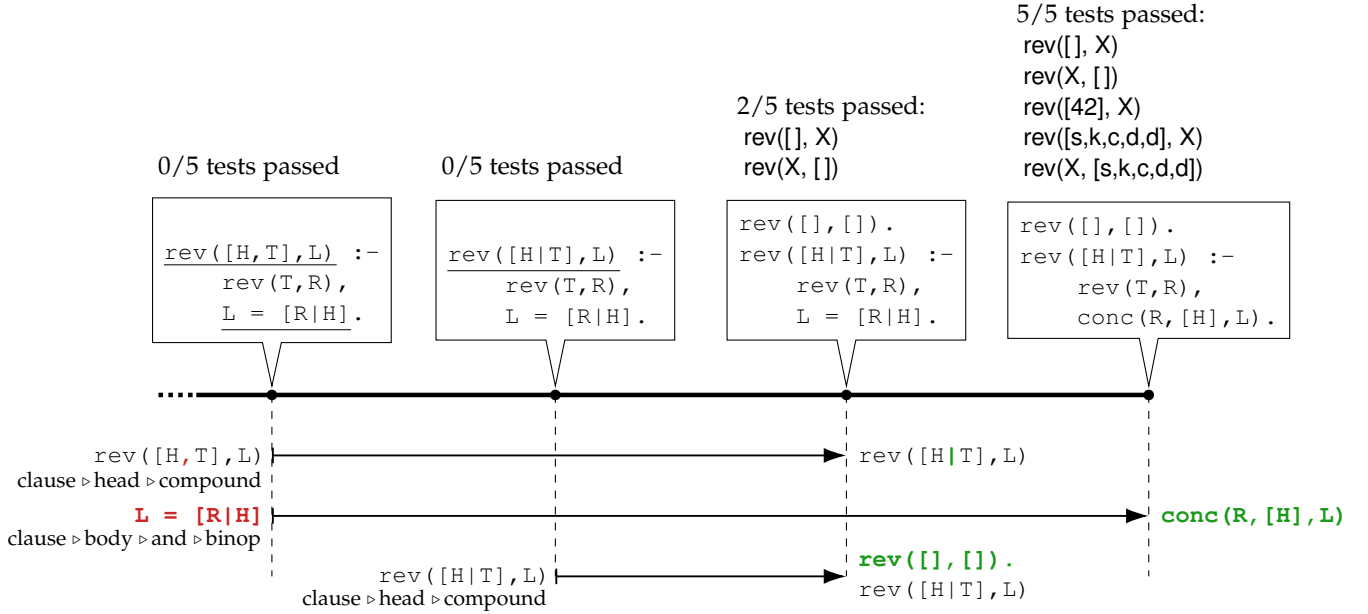 5/5 tests passed:
rev([ ], X)
rev(X, [ ])
rev([42], X)
rev([s,k,c,d,d], X)
rev(X, [s,k,c,d,d])
2/5 tests passed:
rev([ ], X)
rev(X, [ ])
0/5 tests passed
0/5 tests passed
rev([H,T],L) :-
rev(T,R),
L = [R|H].
rev([H|T],L) :-
rev(T,R),
L = [R|H].
rev([],[]).
rev([H|T],L) :-
rev(T,R),
L = [R|H].
rev([],[]).
rev([H|T],L) :-
rev(T,R),
conc(R,[H],L).
rev([H,T],L)
clause ▹ head ▹ compound
rev([H|T],L)
L = [R|H]
clause ▹ body ▹ and ▹ binop
conc(R,[H],L)
rev([H|T],L)
clause ▹ head ▹ compound
rev([],[]).
rev([H|T],L)